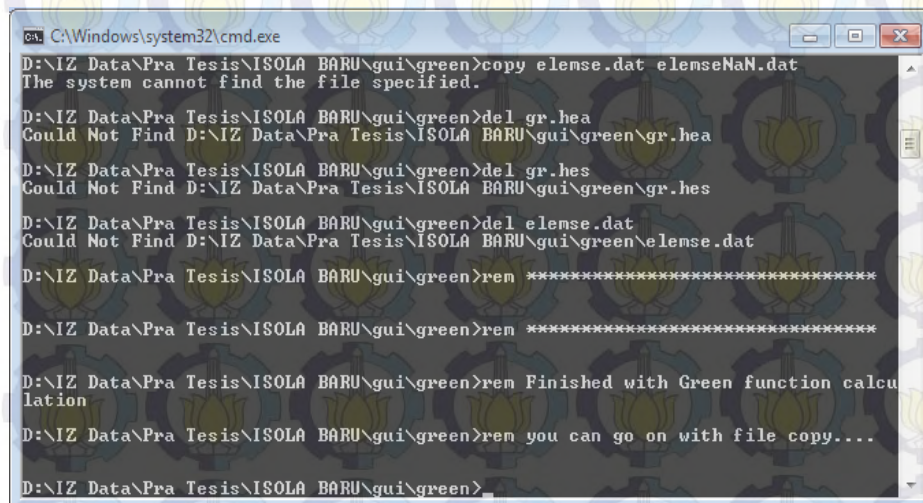 C:\Windows\system32\cmd.exe
D:\IZ Data\Pra Tesis\ISOLA BARU\gui\green>copy elemse.dat elemseNaN.dat
The system cannot find the file specified.
D:\IZ Data\Pra Tesis\ISOLA BARU\gui\green>del gr.hea
Could Not Find D:\IZ Data\Pra Tesis\ISOLA BARU\gui\green\gr.hea
D:\IZ Data\Pra Tesis\ISOLA BARU\gui\green>del gr.hes
Could Not Find D:\IZ Data\Pra Tesis\ISOLA BARU\gui\green\gr.hes
D:\IZ Data\Pra Tesis\ISOLA BARU\gui\green>del elemse.dat
Could Not Find D:\IZ Data\Pra Tesis\ISOLA BARU\gui\green\elemse.dat
D:\IZ Data\Pra Tesis\ISOLA BARU\gui\green>rem ********************************
D:\IZ Data\Pra Tesis\ISOLA BARU\gui\green>rem ********************************
D:\IZ Data\Pra Tesis\ISOLA BARU\gui\green>rem Finished with Green function calcu
lation
D:\IZ Data\Pra Tesis\ISOLA BARU\gui\green>rem you can go on with file copy....
D:\IZ Data\Pra Tesis\ISOLA BARU\gui\green>_